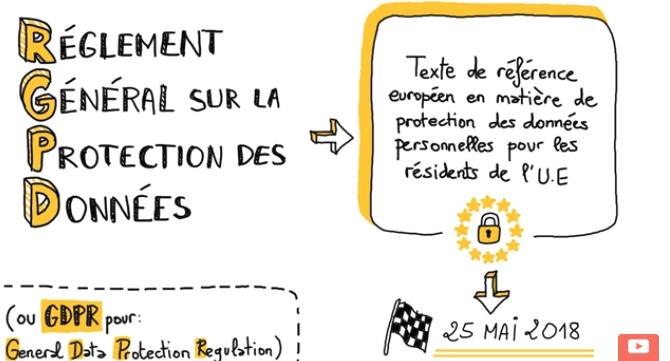 RÉGLEMENT
GÉNÉRAL SUR LA
PROTECTION DES
DONNÉES
Texte de référence
européen en matière de
protection des données
personnelles pour les
résidents de l'U.E
25 MAI 2018
(ou GDPR pour:
General Data Protection Regulation)